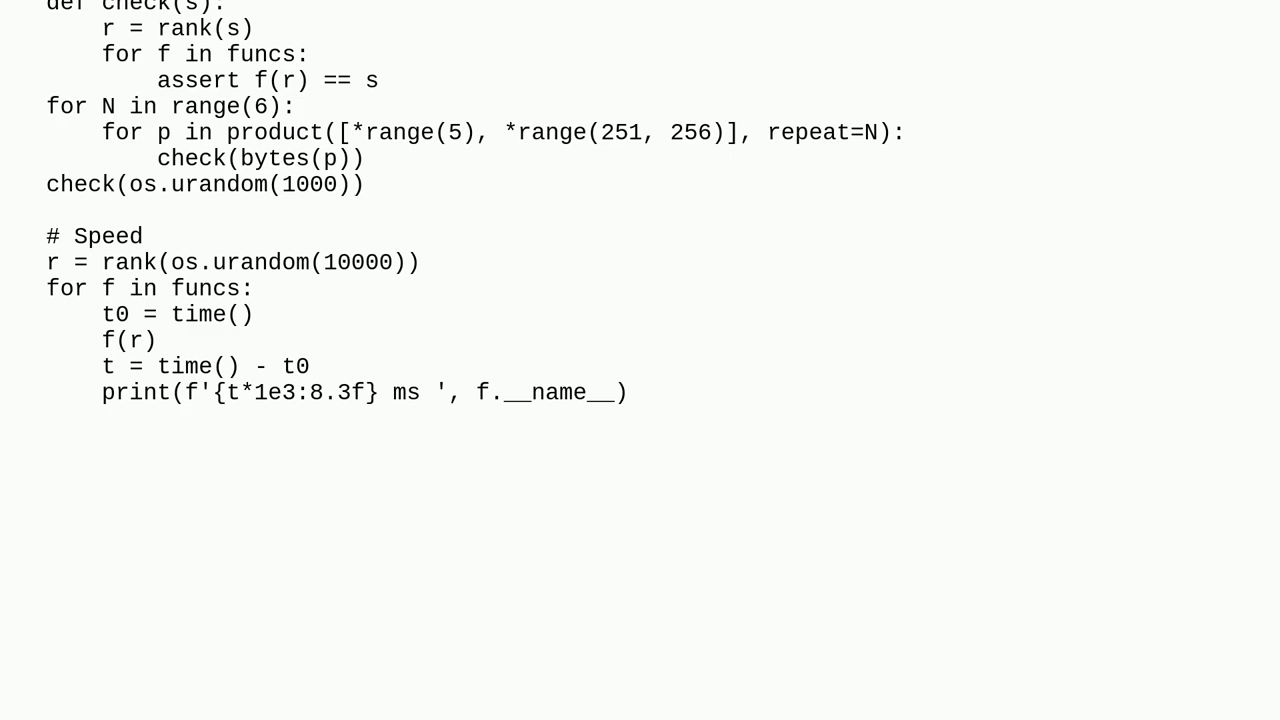 def check(s):
    r = rank(s)
    for f in funcs:
        assert f(r) == s
for N in range(6):
    for p in product([*range(5), *range(251, 256)], repeat=N):
        check(bytes(p))
check(os.urandom(1000))

# Speed
r = rank(os.urandom(10000))
for f in funcs:
    t0 = time()
    f(r)
    t = time() - t0
    print(f'{t*1e3:8.3f} ms ', f.__name__)